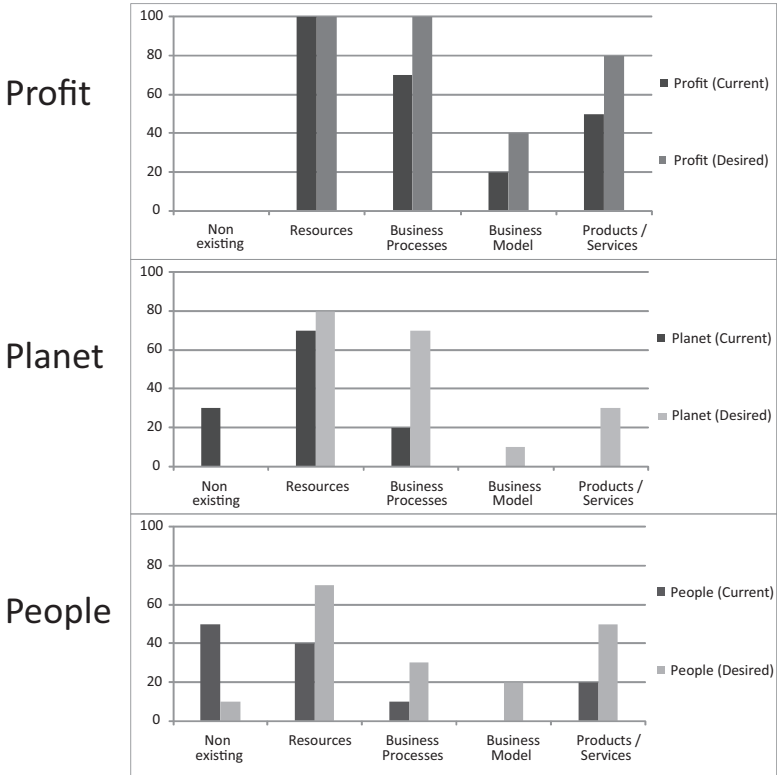 Profit
100
80
60
40
20
0
Non
existing
Resources
Business
Processes
Business
Model
Products /
Services
Profit (Current)
Profit (Desired)
Planet
100
80
60
40
20
0
Non
existing
Resources
Business
Processes
Business
Model
Products /
Services
Planet (Current)
Planet (Desired)
People
100
80
60
40
20
0
Non
existing
Resources
Business
Processes
Business
Model
Products /
Services
People (Current)
People (Desired)